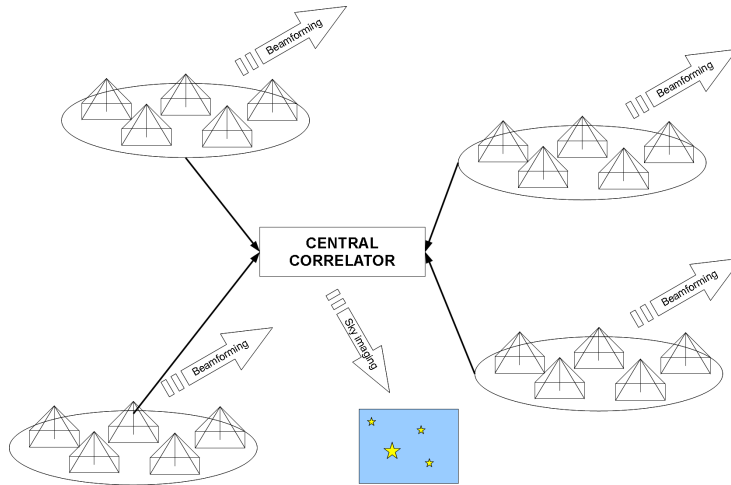 Beamforming
Beamforming
CENTRAL
CORRELATOR
Beamforming
Sky imaging
Beamforming